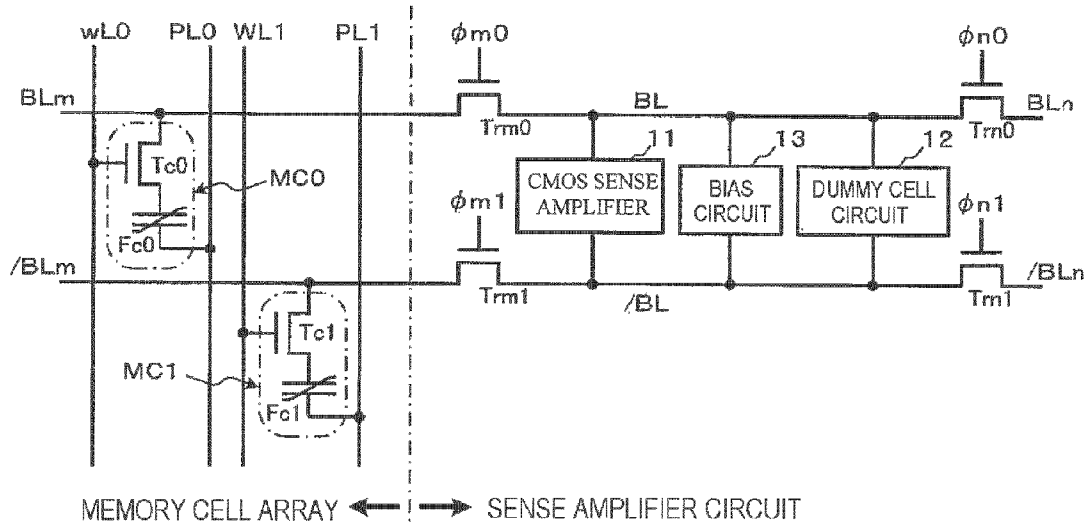 wL0 PL0 WL1 PL1
ϕm0 ϕn0
BLm BL BLn
Trm0 Trn0
Tc0 11 13 12
MC0
CMOS SENSE AMPLIFIER
BIAS CIRCUIT
DUMMY CELL CIRCUIT
ϕm1 ϕn1
Fc0
/BLm /BL /BLn
Trm1 Trn1
Tc1
MC1
Fc1
MEMORY CELL ARRAY SENSE AMPLIFIER CIRCUIT